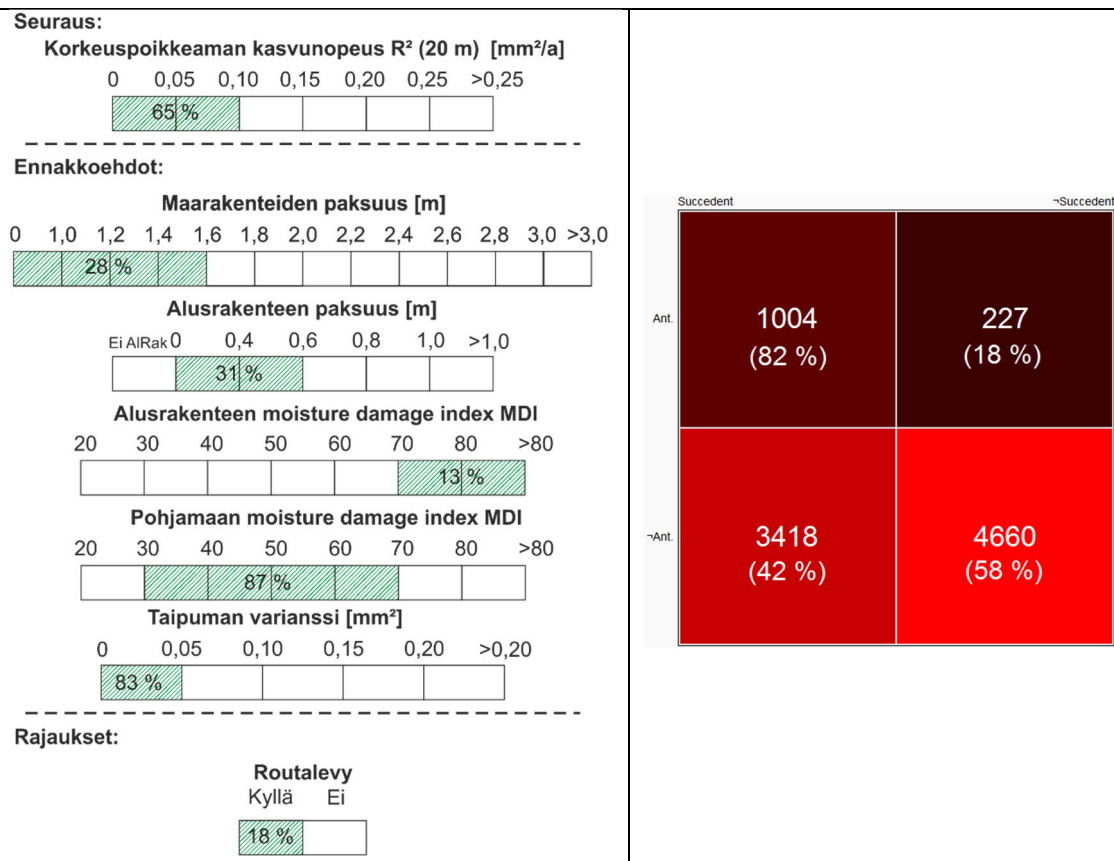 Seuraus:
Korkeuspoikkeaman kasvunopeus R² (20 m) [mm²/a]
0 0,05 0,10 0,15 0,20 0,25 >0,25
65 %
Ennakkoehdot:
Maarakenteiden paksuus [m]
0 1,0 1,2 1,4 1,6 1,8 2,0 2,2 2,4 2,6 2,8 3,0 >3,0
28 %
Alusrakenteen paksuus [m]
Ei AlRak 0 0,4 0,6 0,8 1,0 >1,0
31 %
Alusrakenteen moisture damage index MDI
20 30 40 50 60 70 80 >80
13 %
Pohjamaan moisture damage index MDI
20 30 40 50 60 70 80 >80
87 %
Taipuman varianssi [mm²]
0 0,05 0,10 0,15 0,20 >0,20
83 %
Rajaukset:
Routalevy
Kyllä Ei
18 %
Succedent ¬Succedent
Ant. 1004 227
(82 %) (18 %)
¬Ant. 3418 4660
(42 %) (58 %)